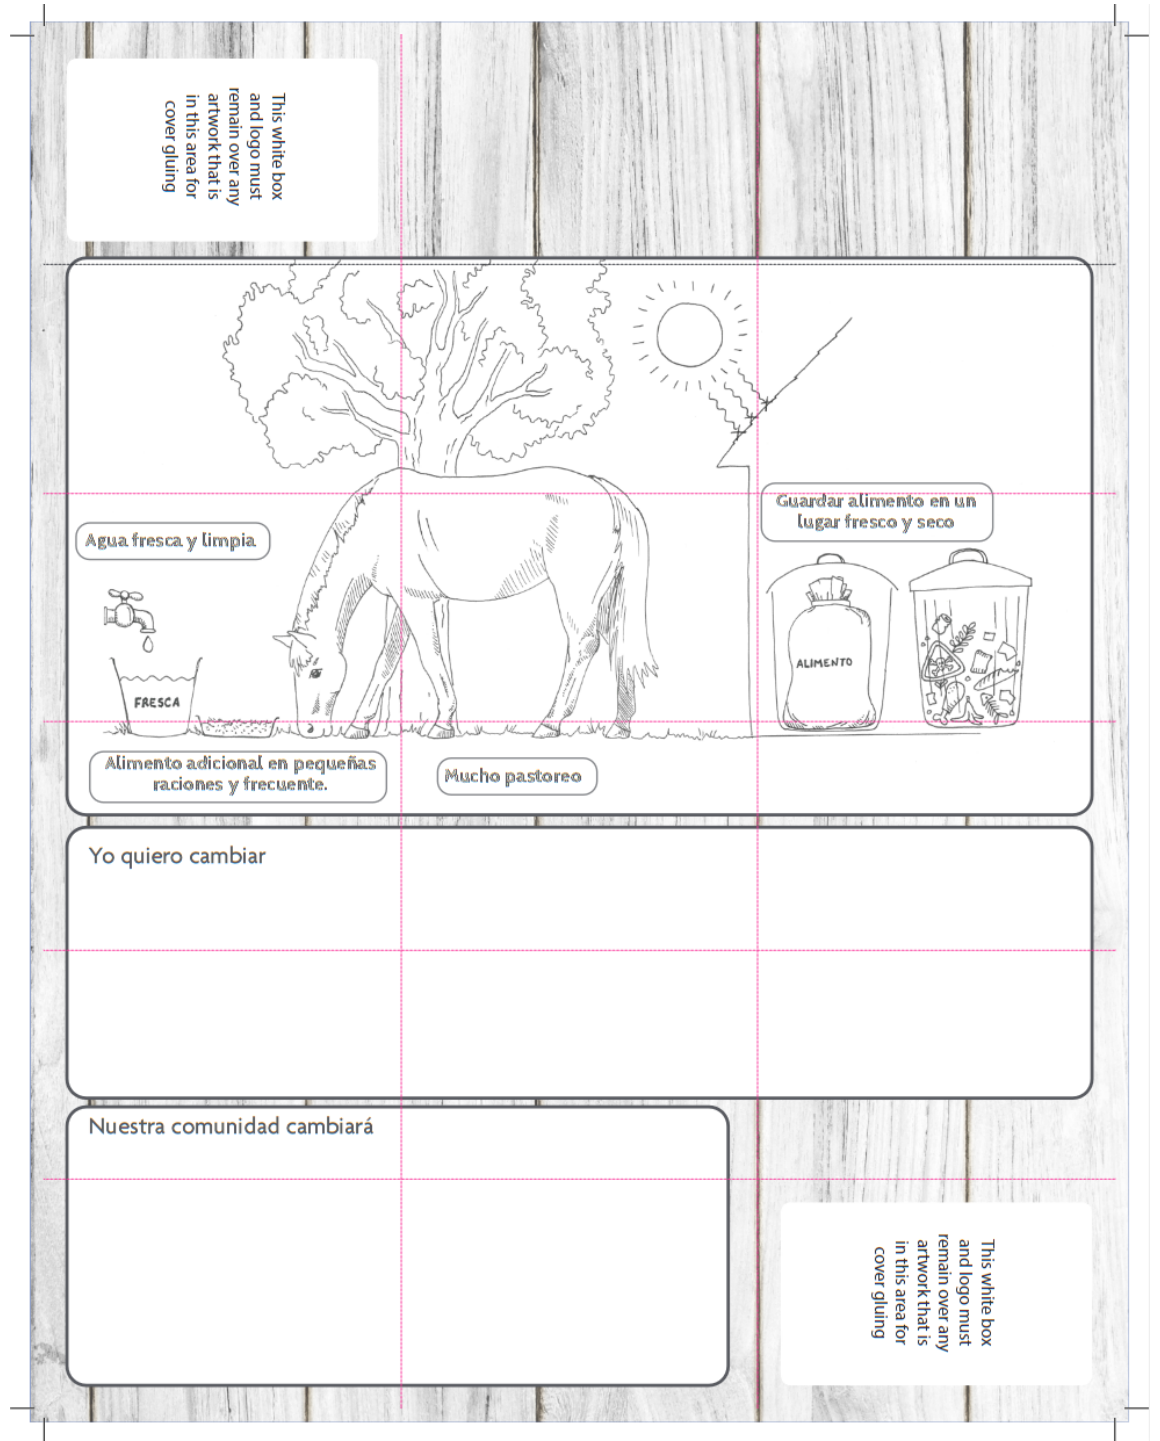 This white box
and logo must
remain over any
artwork that is
in this area for
cover gluing
Guardar alimento en un
lugar fresco y seco
Agua fresca y limpia
ALIMENTO
FRESCA
Alimento adicional en pequeñas
raciones y frecuente.
Mucho pastoreo
Yo quiero cambiar
Nuestra comunidad cambiará
This white box
and logo must
remain over any
artwork that is
in this area for
cover gluing